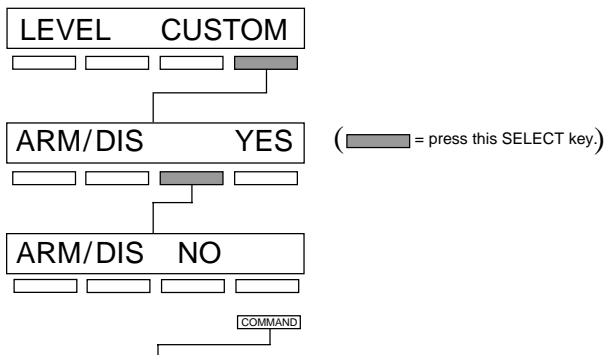 LEVEL CUSTOM
ARM/DIS YES
( = press this SELECT key.)
ARM/DIS NO
COMMAND